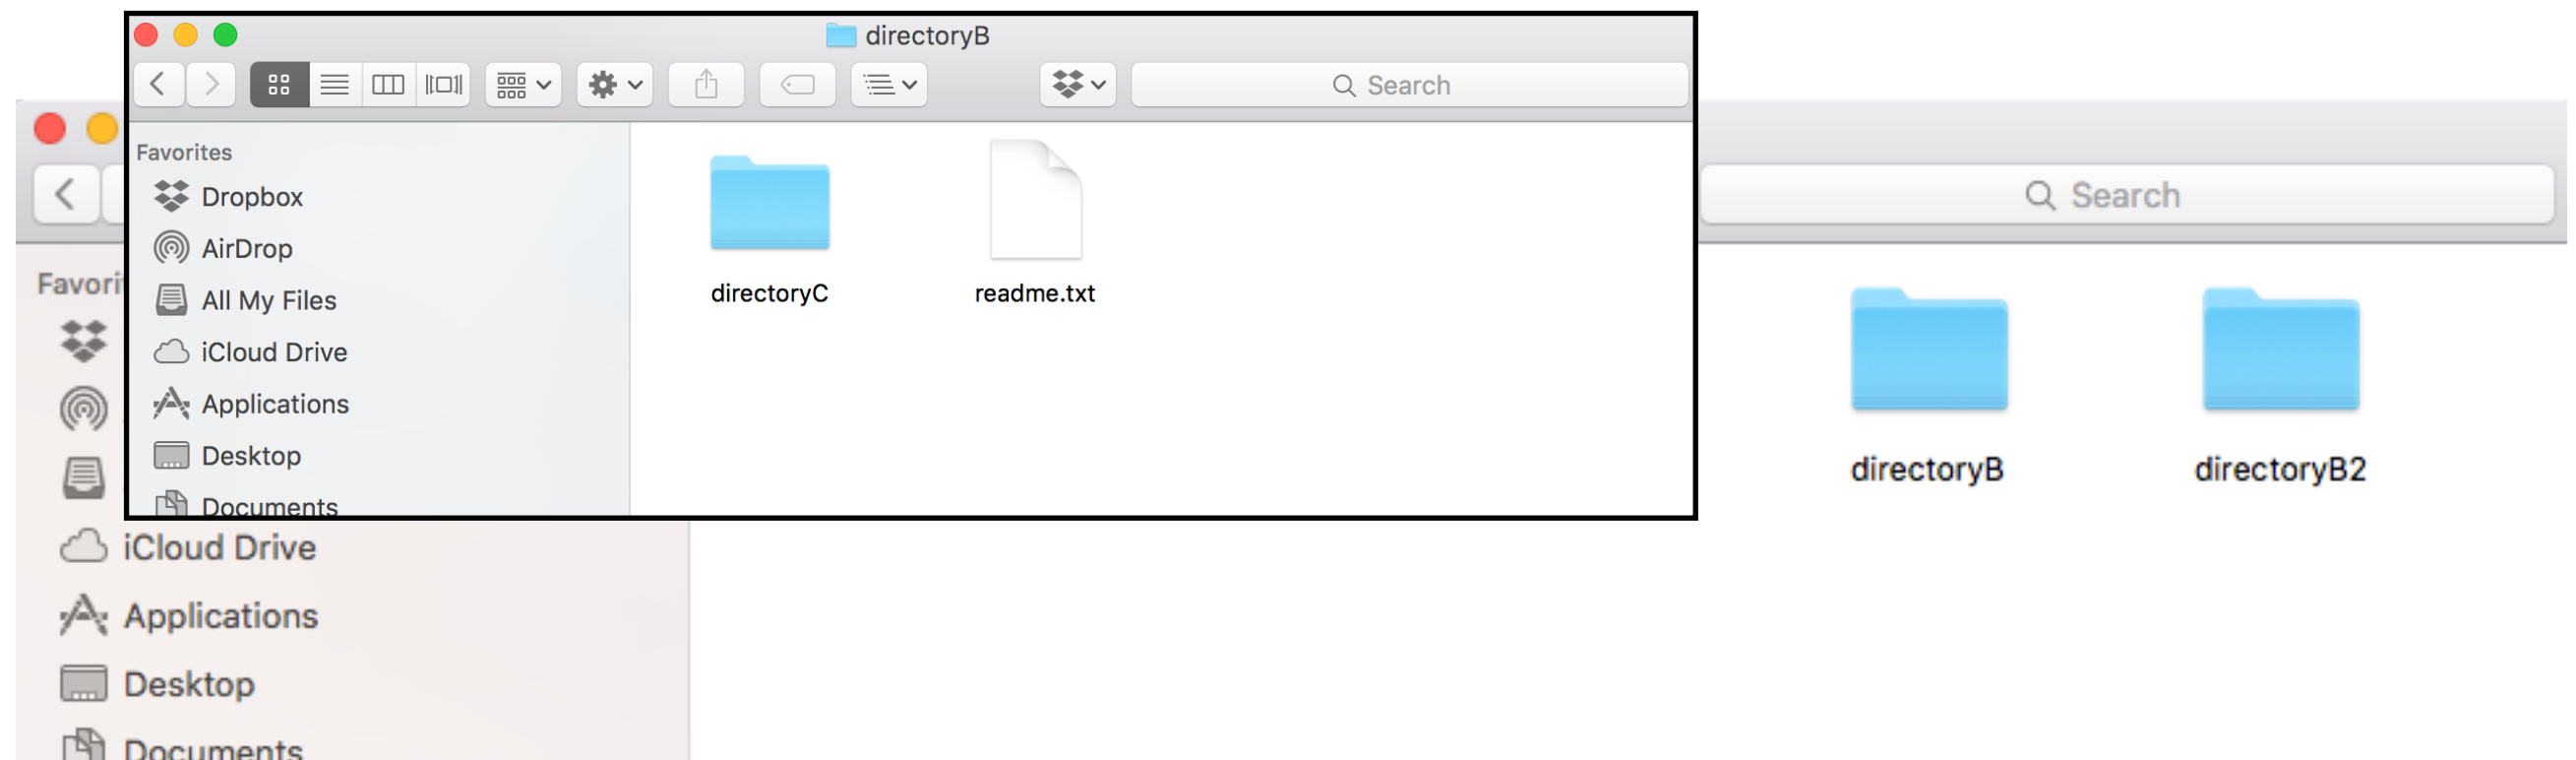 directoryB
Search
Favorites
Dropbox
AirDrop
All My Files
iCloud Drive
Applications
Desktop
Documents
directoryC
readme.txt
Search
Favori
iCloud Drive
Applications
Desktop
Documents
directoryB
directoryB2